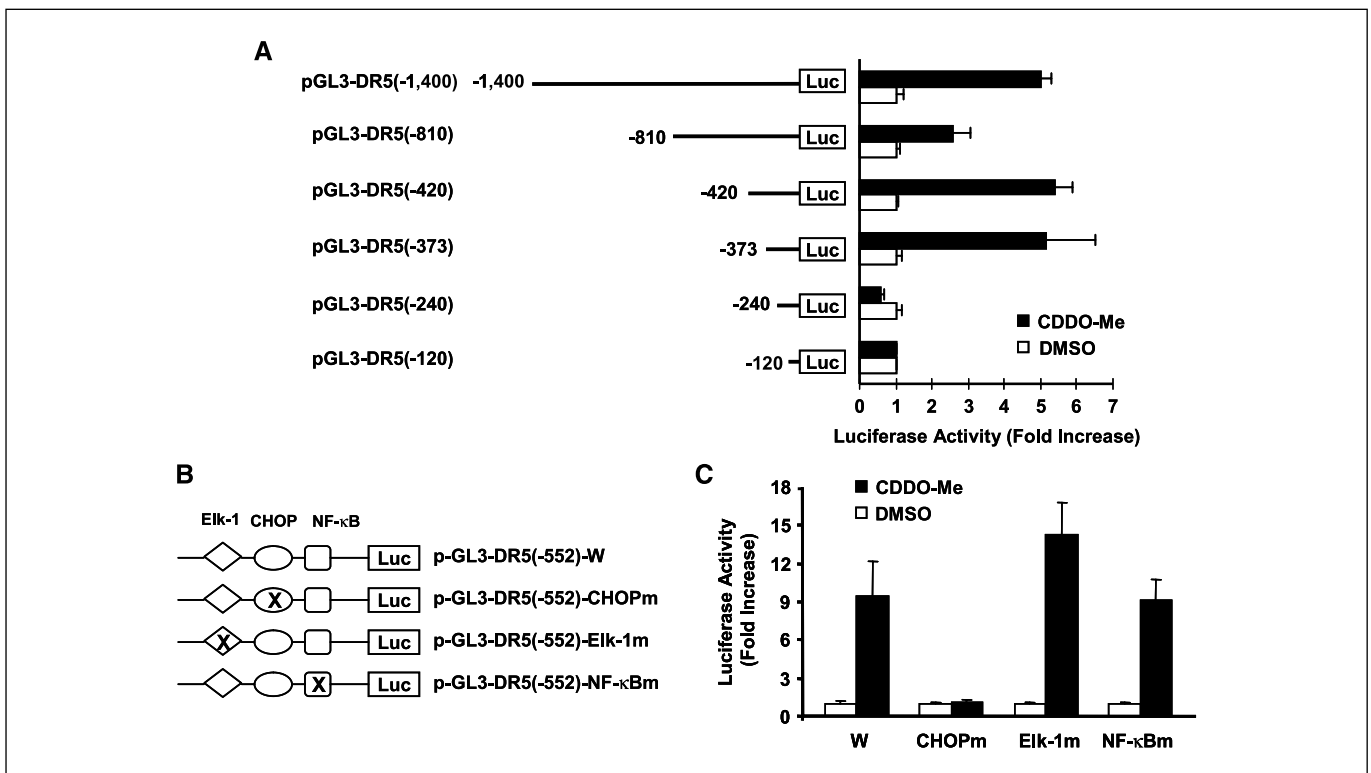 A
pGL3-DR5(-1,400) -1,400 Luc
pGL3-DR5(-810) -810 Luc
pGL3-DR5(-420) -420 Luc
pGL3-DR5(-373) -373 Luc
pGL3-DR5(-240) -240 Luc
pGL3-DR5(-120) -120 Luc
CDDO-Me
DMSO
0 1 2 3 4 5 6 7
Luciferase Activity (Fold Increase)
B
Elk-1 CHOP NF-κB
Luc p-GL3-DR5(-552)-W
X Luc p-GL3-DR5(-552)-CHOPm
X Luc p-GL3-DR5(-552)-Elk-1m
X Luc p-GL3-DR5(-552)-NF-κBm
C
CDDO-Me
DMSO
Luciferase Activity
(Fold Increase)
18
15
12
9
6
3
0
W CHOPm Elk-1m NF-κBm